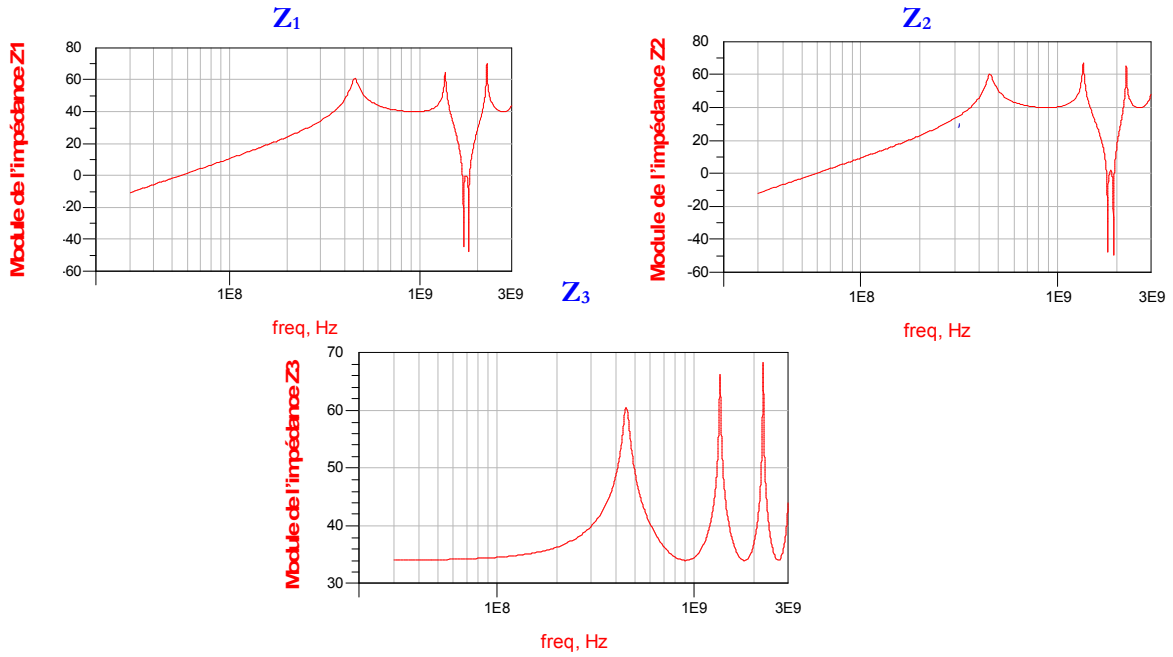 Z1
Module de l'impédance Z1
80
60
40
20
0
-20
-40
-60
1E8
1E9
3E9
freq, Hz
Z2
Module de l'impédance Z2
80
60
40
20
0
-20
-40
-60
1E8
1E9
3E9
freq, Hz
Z3
Module de l'impédance Z3
70
60
50
40
30
1E8
1E9
3E9
freq, Hz